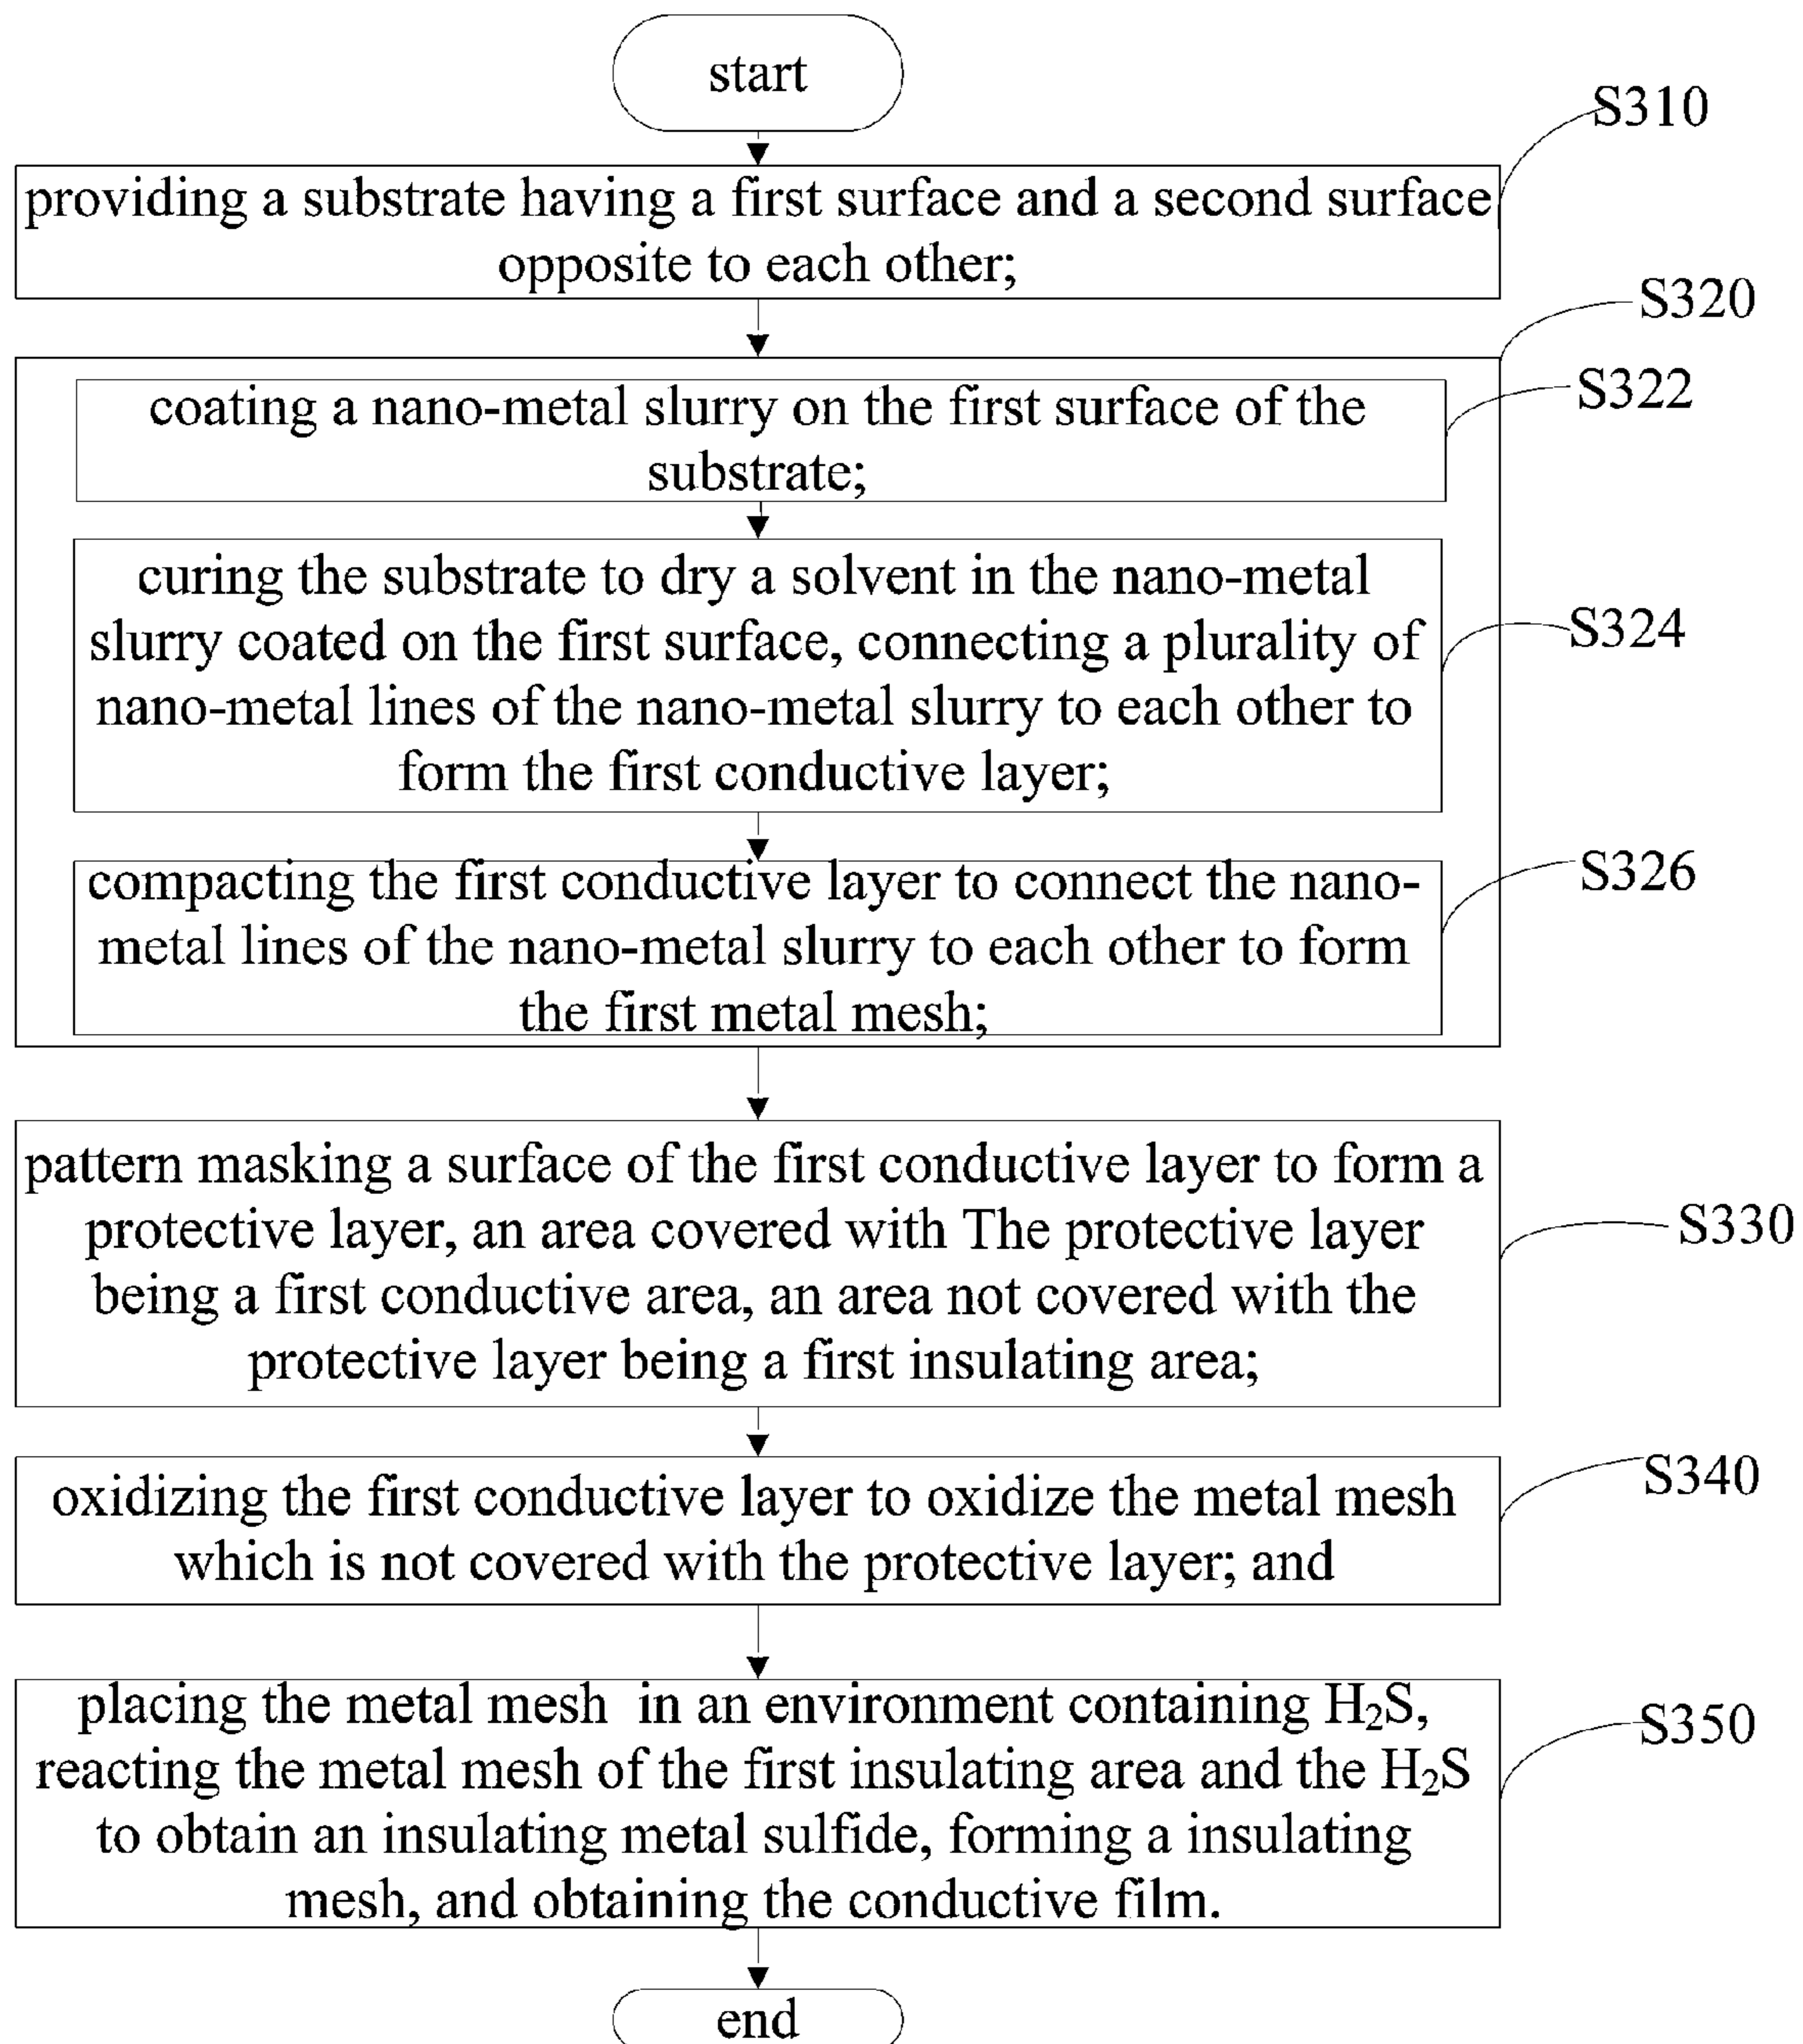 start
S310
providing a substrate having a first surface and a second surface
opposite to each other;
S320
S322
coating a nano-metal slurry on the first surface of the
substrate;
curing the substrate to dry a solvent in the nano-metal
slurry coated on the first surface, connecting a plurality of
nano-metal lines of the nano-metal slurry to each other to
form the first conductive layer;
S324
compacting the first conductive layer to connect the nano-
metal lines of the nano-metal slurry to each other to form
the first metal mesh;
S326
pattern masking a surface of the first conductive layer to form a
protective layer, an area covered with The protective layer
being a first conductive area, an area not covered with the
protective layer being a first insulating area;
S330
oxidizing the first conductive layer to oxidize the metal mesh
which is not covered with the protective layer; and
S340
placing the metal mesh in an environment containing H₂S,
reacting the metal mesh of the first insulating area and the H₂S
to obtain an insulating metal sulfide, forming a insulating
mesh, and obtaining the conductive film.
S350
end